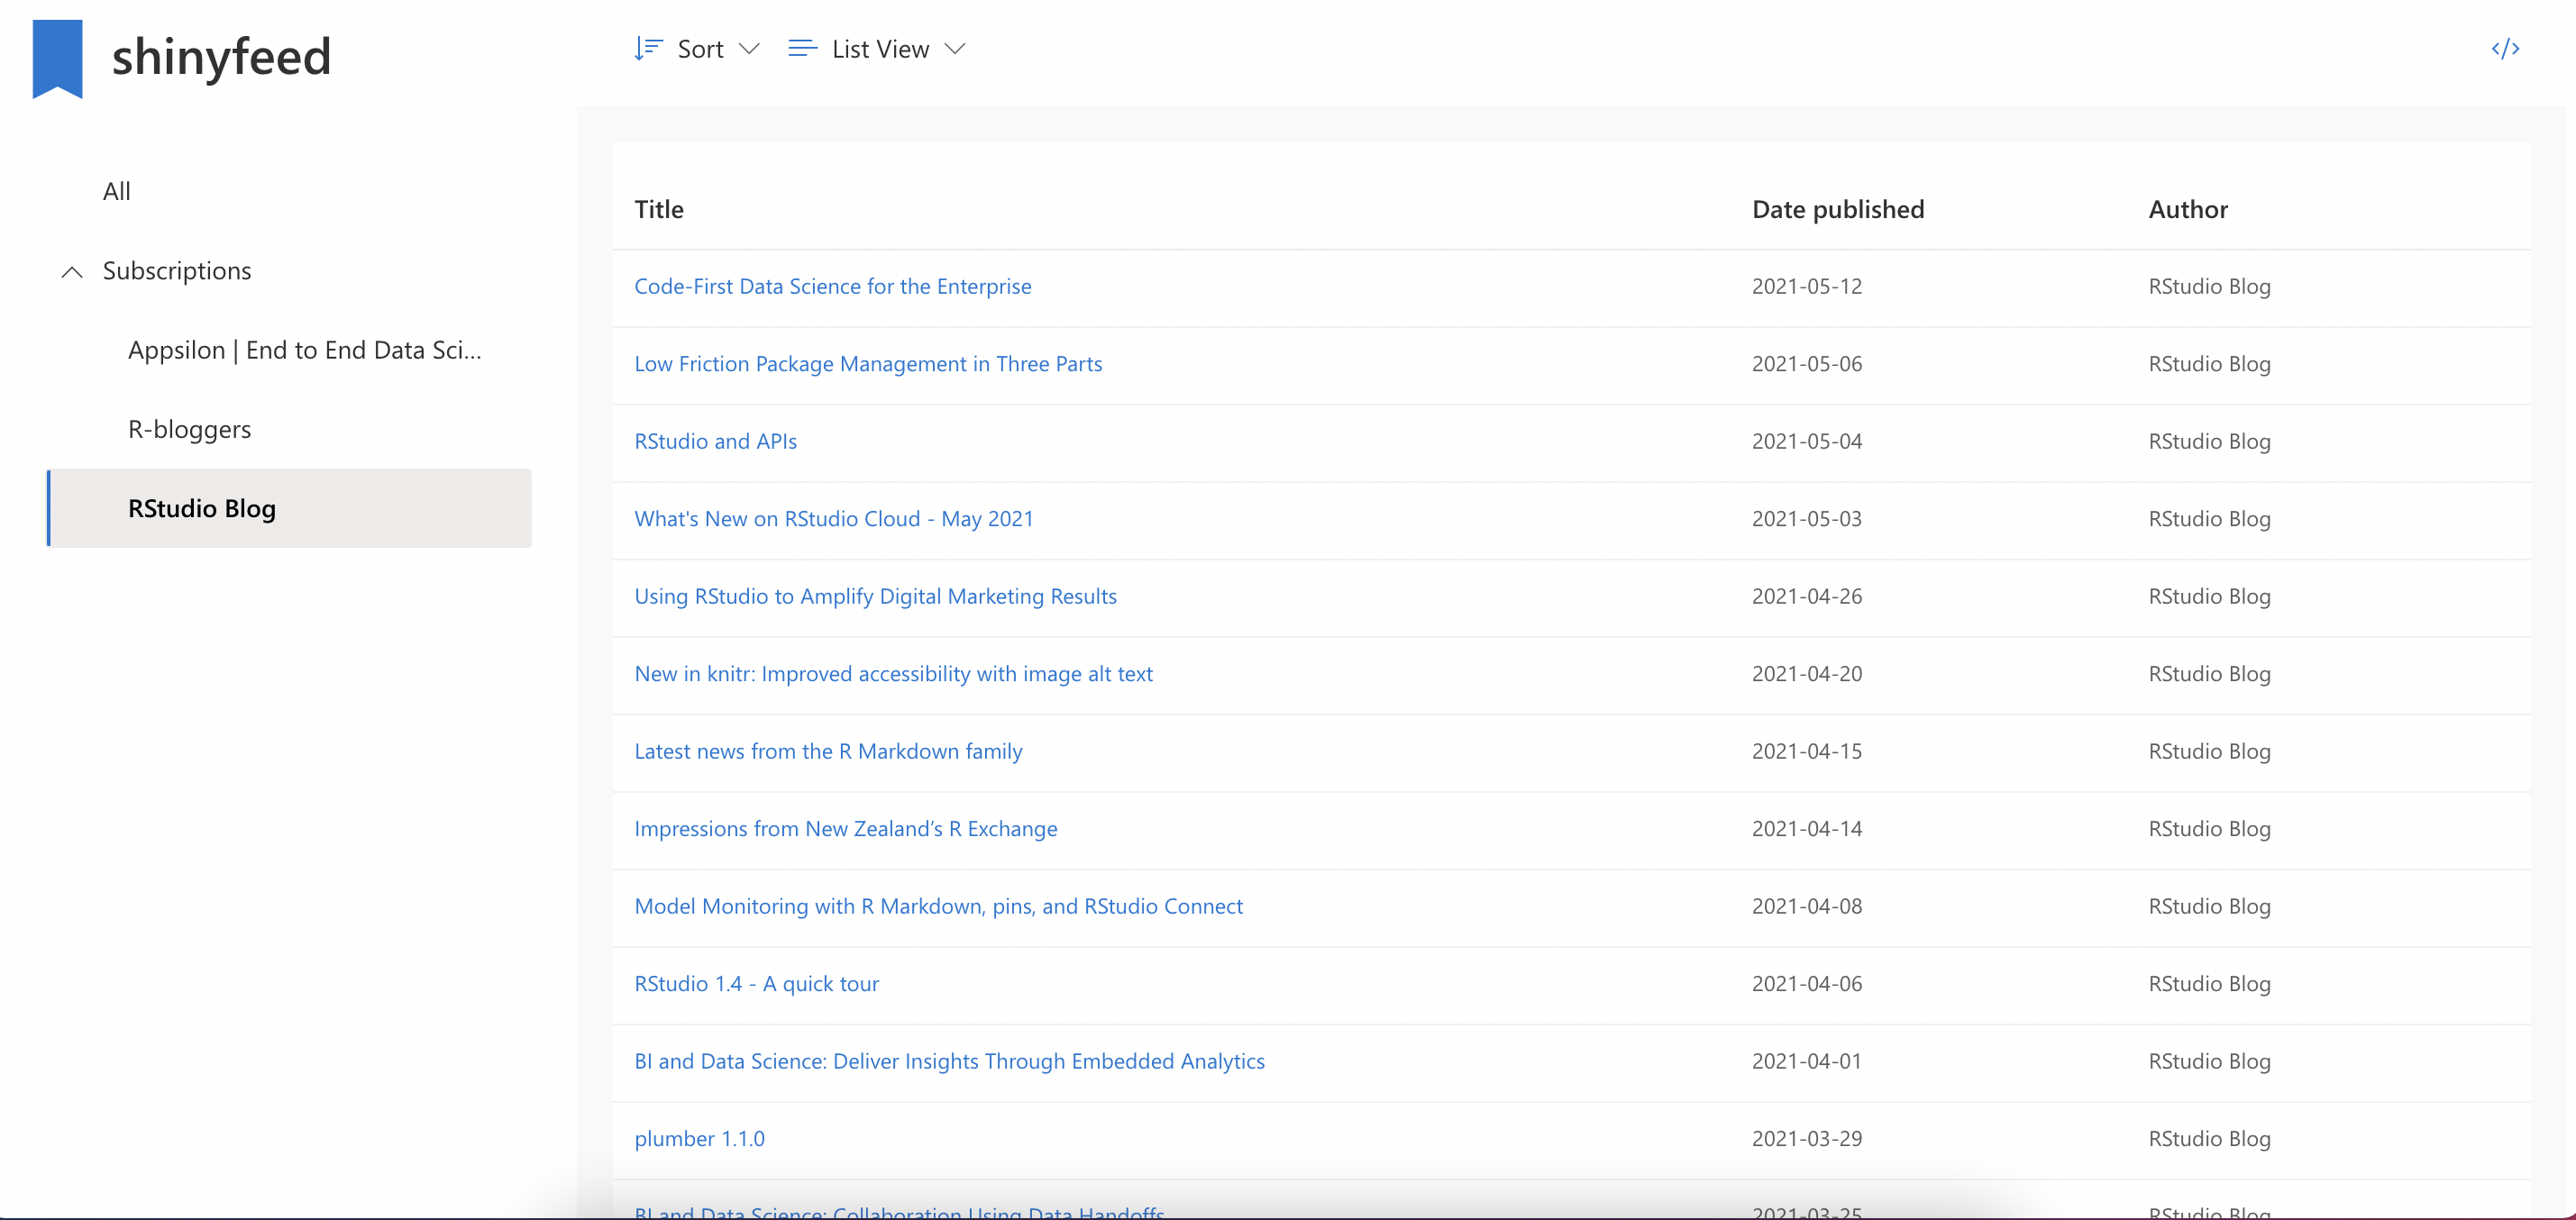 shinyfeed
Sort
List View
</>
All
Subscriptions
Appsilon | End to End Data Sci...
R-bloggers
RStudio Blog
Title Date published Author
Code-First Data Science for the Enterprise 2021-05-12 RStudio Blog
Low Friction Package Management in Three Parts 2021-05-06 RStudio Blog
RStudio and APIs 2021-05-04 RStudio Blog
What's New on RStudio Cloud - May 2021 2021-05-03 RStudio Blog
Using RStudio to Amplify Digital Marketing Results 2021-04-26 RStudio Blog
New in knitr: Improved accessibility with image alt text 2021-04-20 RStudio Blog
Latest news from the R Markdown family 2021-04-15 RStudio Blog
Impressions from New Zealand’s R Exchange 2021-04-14 RStudio Blog
Model Monitoring with R Markdown, pins, and RStudio Connect 2021-04-08 RStudio Blog
RStudio 1.4 - A quick tour 2021-04-06 RStudio Blog
BI and Data Science: Deliver Insights Through Embedded Analytics 2021-04-01 RStudio Blog
plumber 1.1.0 2021-03-29 RStudio Blog
BI and Data Science: Collaboration Using Data Handoffs 2021-03-25 RStudio Blog